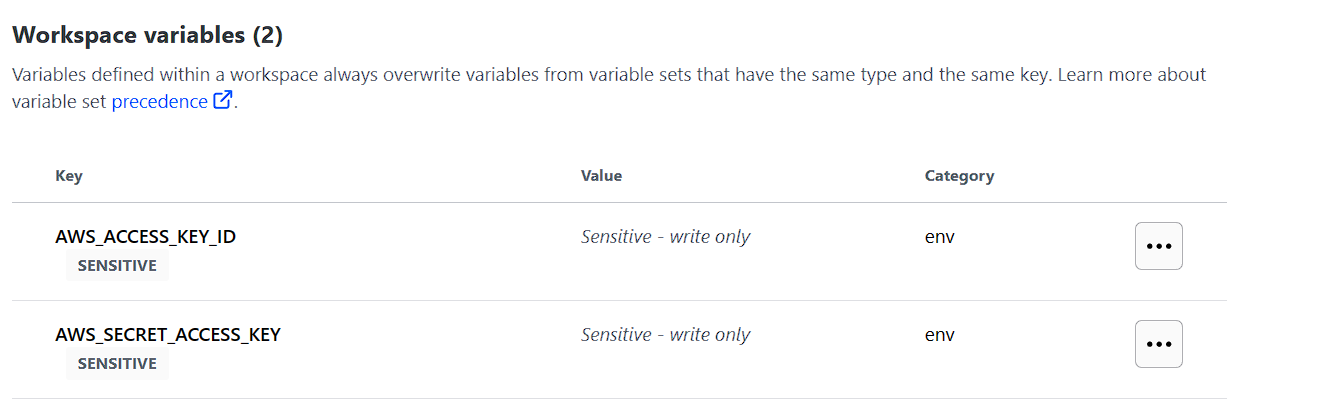 Workspace variables (2)
Variables defined within a workspace always overwrite variables from variable sets that have the same type and the same key. Learn more about
variable set precedence.
Key Value Category
AWS_ACCESS_KEY_ID Sensitive - write only env
SENSITIVE
AWS_SECRET_ACCESS_KEY Sensitive - write only env
SENSITIVE